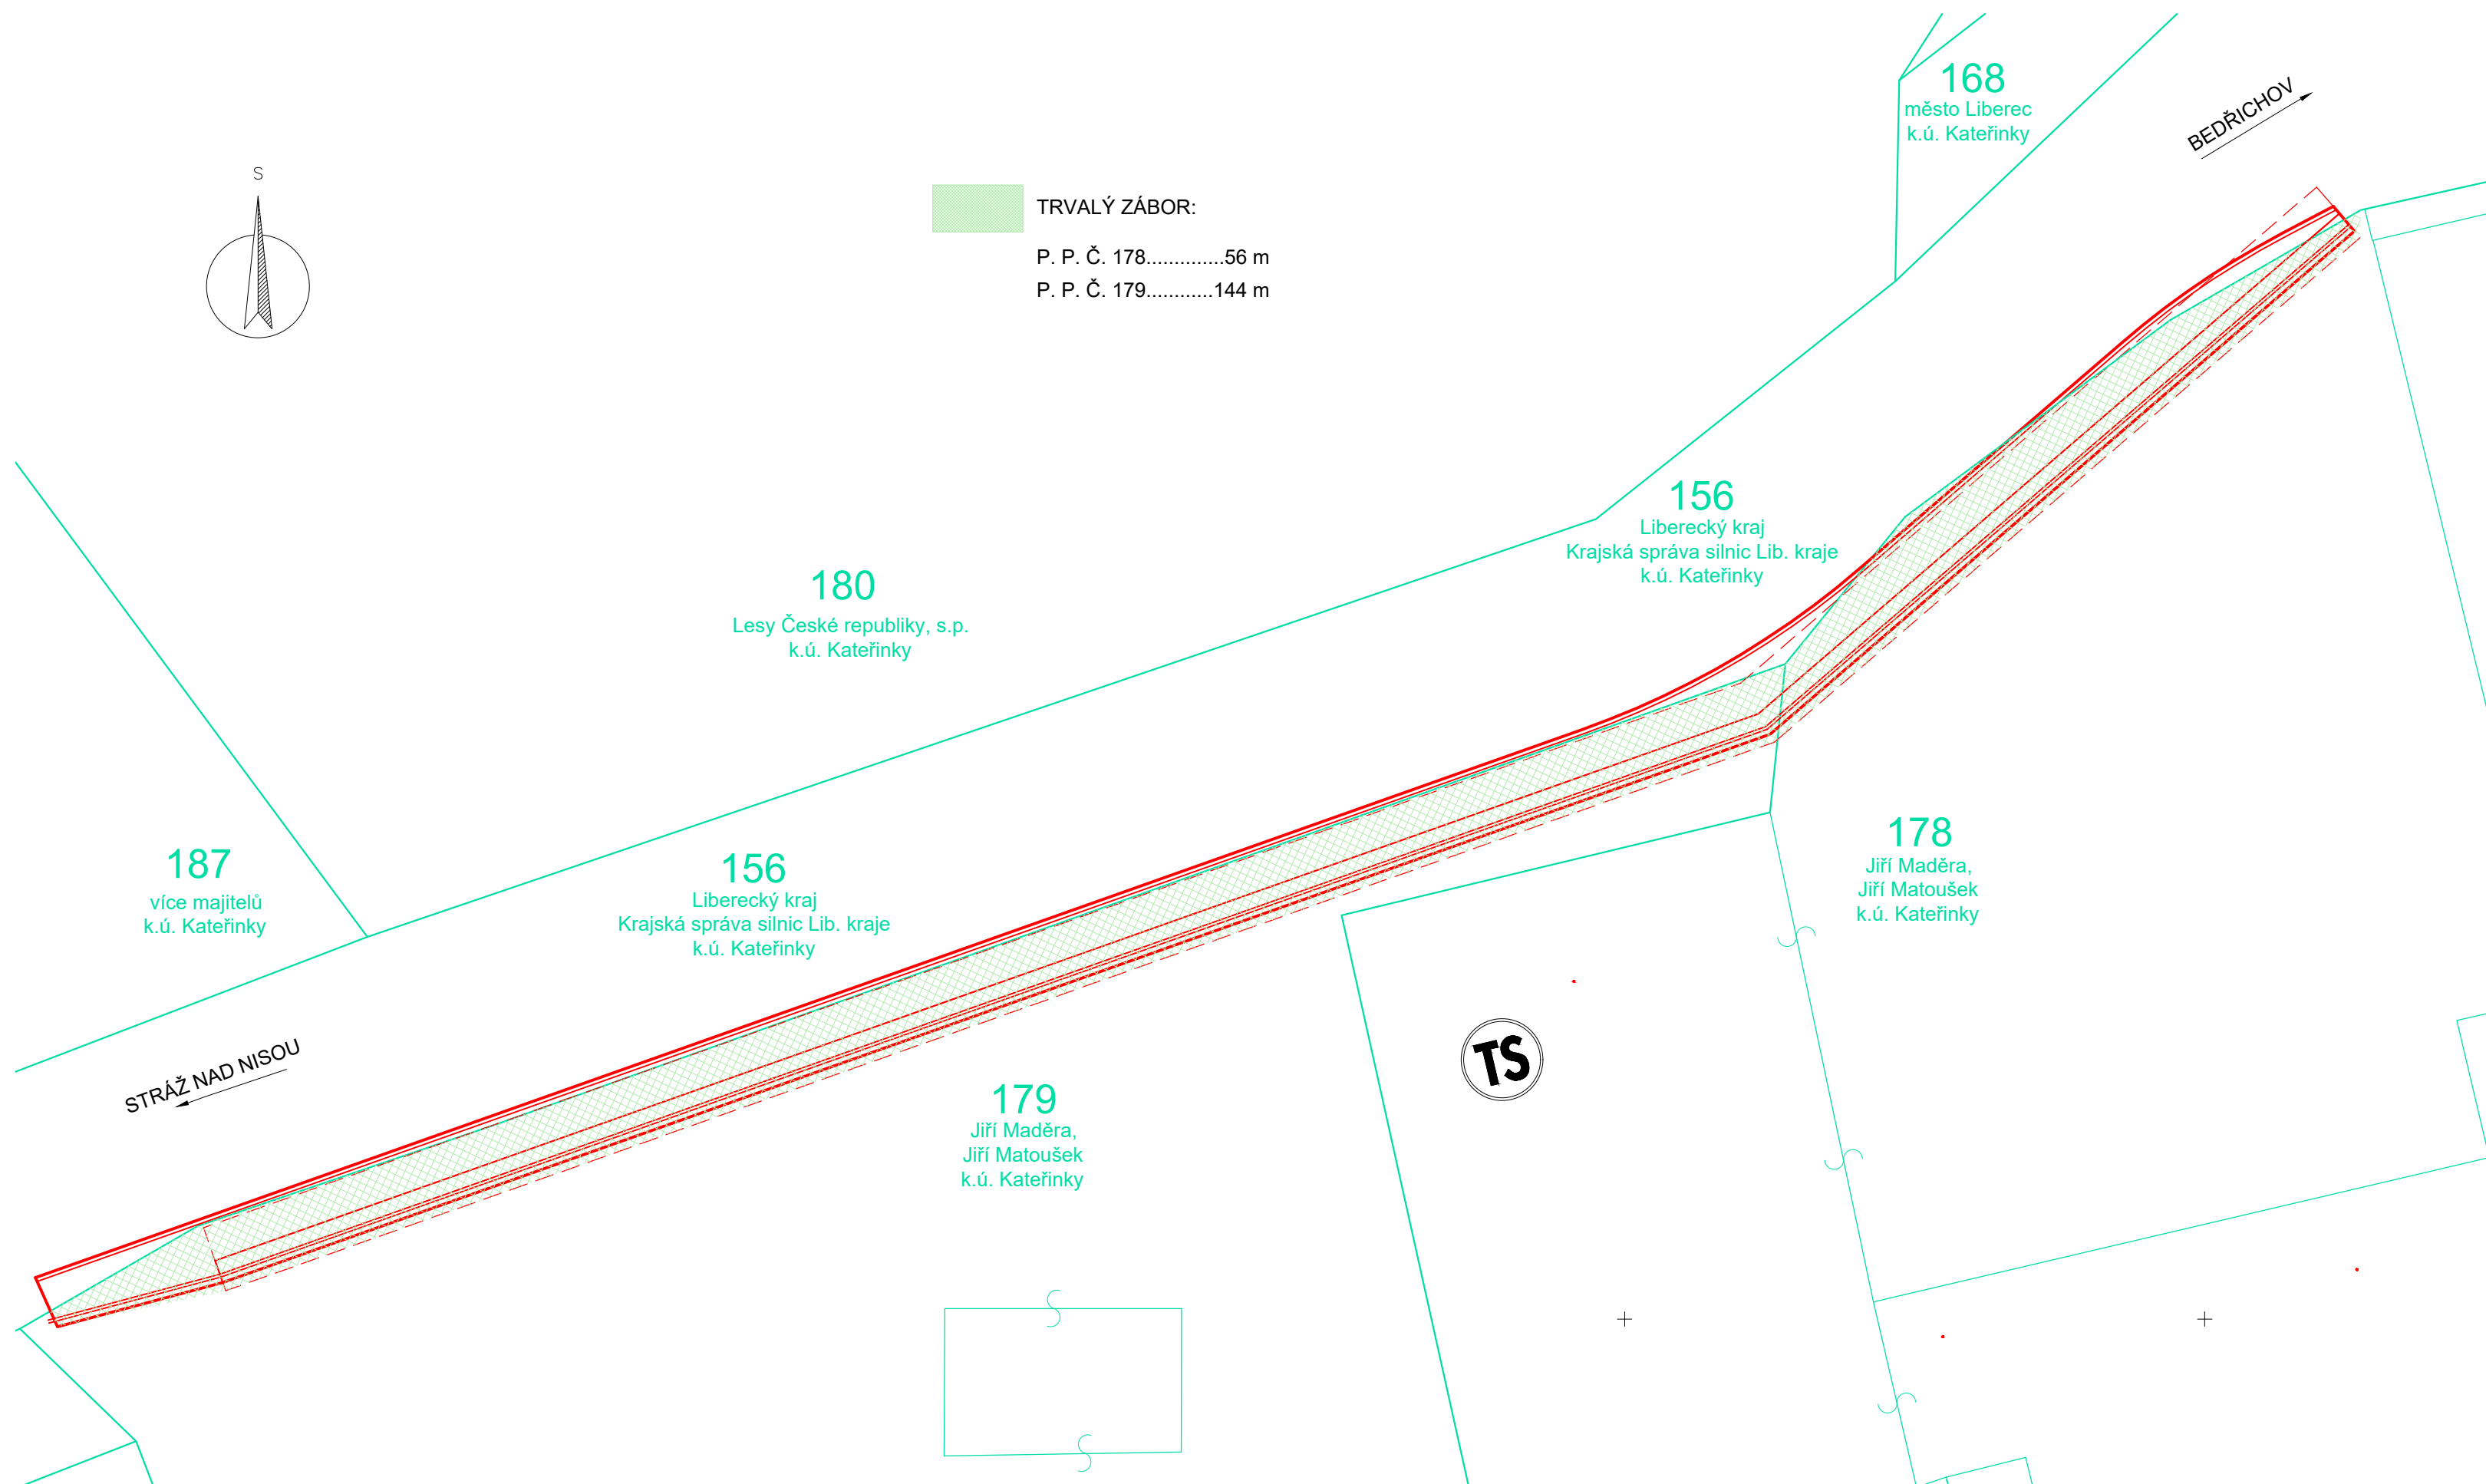 168
město Liberec
k.ú. Kateřinky
BEDŘICHOV
S
TRVALÝ ZÁBOR:
P. P. Č. 178..............56 m
P. P. Č. 179............144 m
156
Liberecký kraj
Krajská správa silnic Lib. kraje
k.ú. Kateřinky
180
Lesy České republiky, s.p.
k.ú. Kateřinky
187
více majitelů
k.ú. Kateřinky
156
Liberecký kraj
Krajská správa silnic Lib. kraje
k.ú. Kateřinky
178
Jiří Maděra,
Jiří Matoušek
k.ú. Kateřinky
STRÁŽ NAD NISOU
TS
179
Jiří Maděra,
Jiří Matoušek
k.ú. Kateřinky